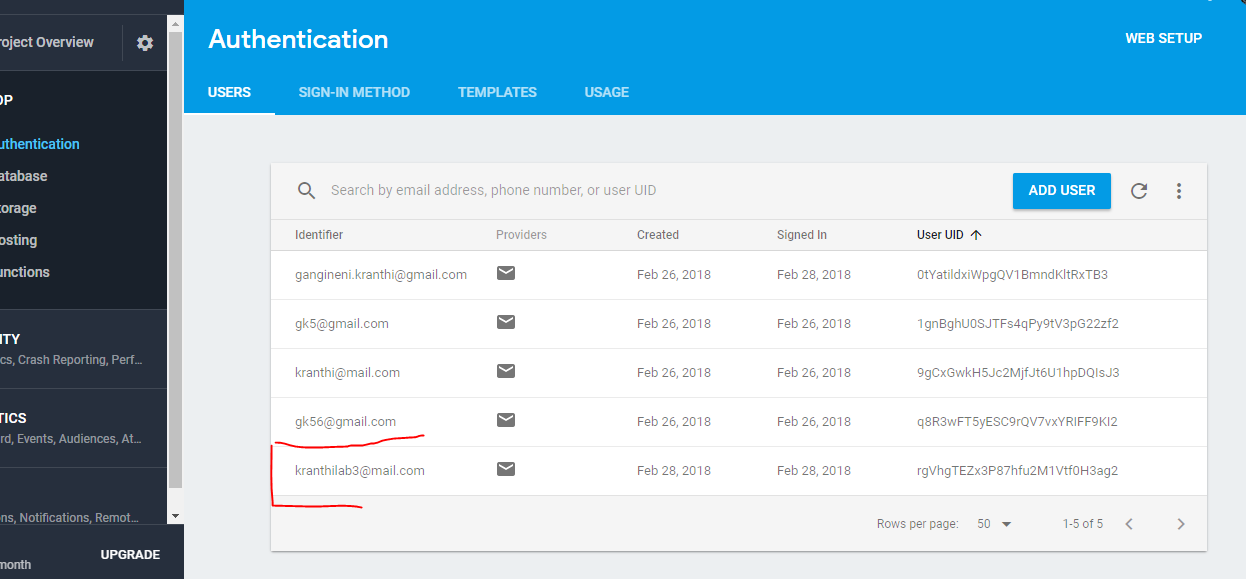 roject Overview
Authentication
WEB SETUP
USERS SIGN-IN METHOD TEMPLATES USAGE
OP
uthentication
atabase
torage
osting
unctions
ITY
cs, Crash Reporting, Perf...
TICS
rd, Events, Audiences, At...
ons, Notifications, Remot...
month
UPGRADE
Search by email address, phone number, or user UID
ADD USER
Identifier Providers Created Signed In User UID
gangineni.kranthi@gmail.com Feb 26, 2018 Feb 28, 2018 0tYatildxiWpgQV1BmndKltRxTB3
gk5@gmail.com Feb 26, 2018 Feb 26, 2018 1gnBghU0SJTFs4qPy9tV3pG22zf2
kranthi@mail.com Feb 26, 2018 Feb 26, 2018 9gCxGwkH5Jc2MjfJt6U1hpDQIsJ3
gk56@gmail.com Feb 26, 2018 Feb 26, 2018 q8R3wFT5yESC9rQV7vxYRIFF9KI2
kranthilab3@mail.com Feb 28, 2018 Feb 28, 2018 rgVhgTEZx3P87hfu2M1Vtf0H3ag2
Rows per page: 50 1-5 of 5